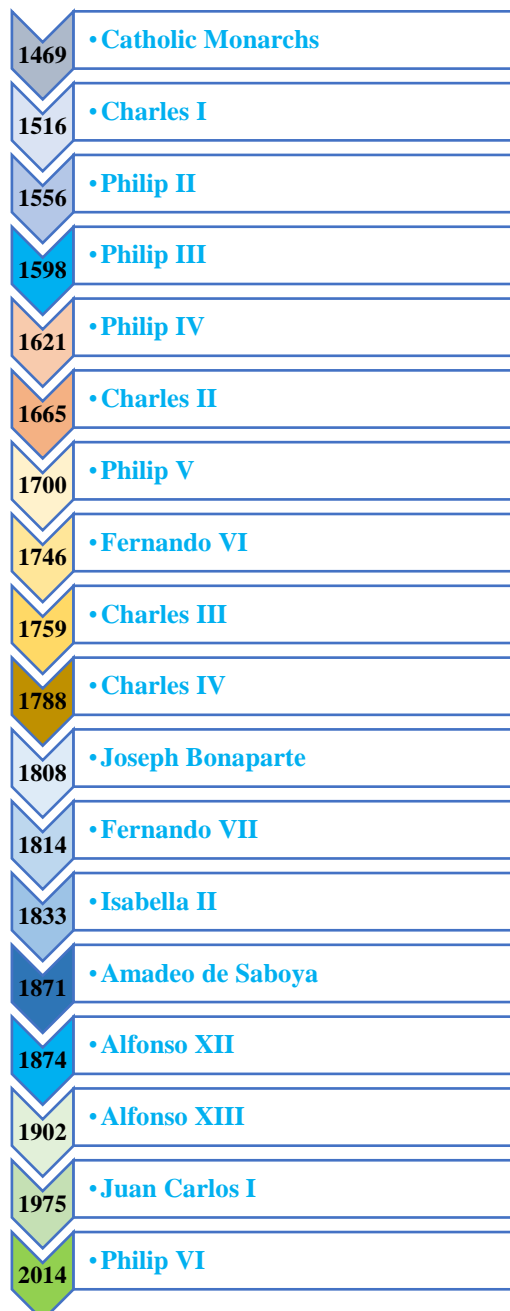 1469 • Catholic Monarchs
1516 • Charles I
1556 • Philip II
1598 • Philip III
1621 • Philip IV
1665 • Charles II
1700 • Philip V
1746 • Fernando VI
1759 • Charles III
1788 • Charles IV
1808 • Joseph Bonaparte
1814 • Fernando VII
1833 • Isabella II
1871 • Amadeo de Saboya
1874 • Alfonso XII
1902 • Alfonso XIII
1975 • Juan Carlos I
2014 • Philip VI